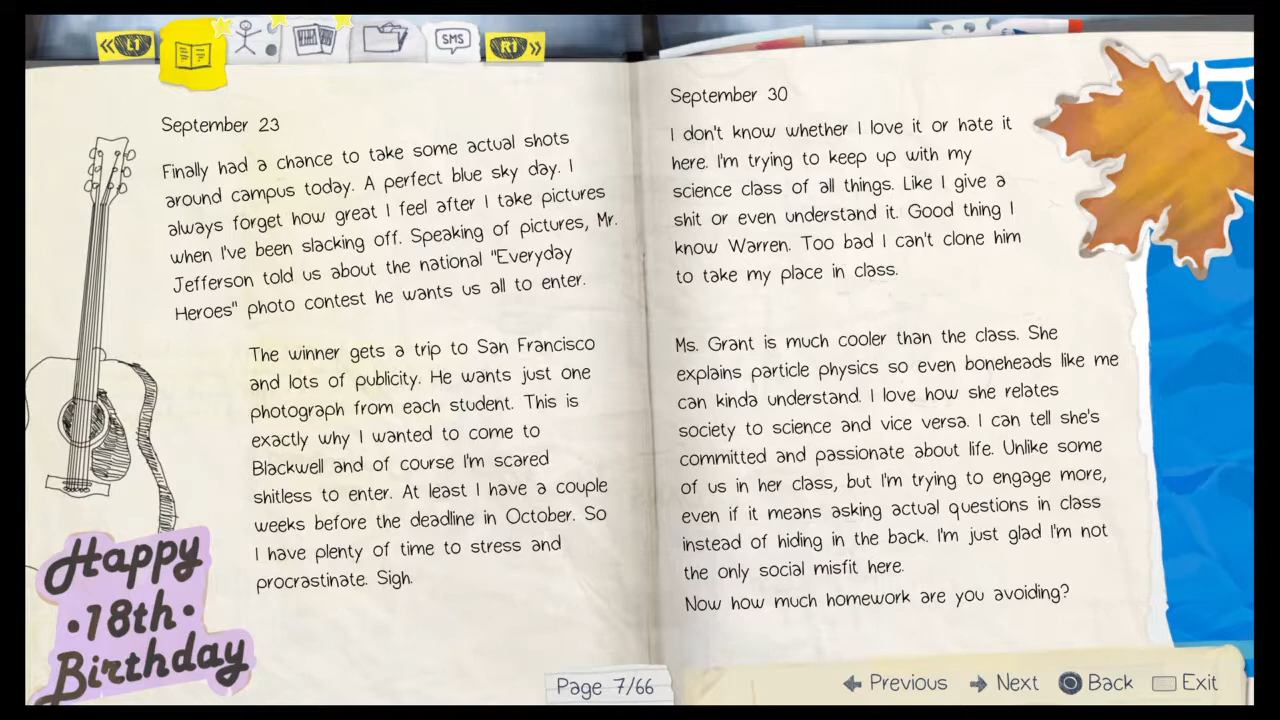 L1
SMS
R1
September 23
Finally had a chance to take some actual shots
around campus today. A perfect blue sky day. I
always forget how great I feel after I take pictures
when I've been slacking off. Speaking of pictures, Mr.
Jefferson told us about the national "Everyday
Heroes" photo contest he wants us all to enter.
The winner gets a trip to San Francisco
and lots of publicity. He wants just one
photograph from each student. This is
exactly why I wanted to come to
Blackwell and of course I'm scared
shitless to enter. At least I have a couple
weeks before the deadline in October. So
I have plenty of time to stress and
procrastinate. Sigh.
Happy
•18th•
Birthday
September 30
I don't know whether I love it or hate it
here. I'm trying to keep up with my
science class of all things. Like I give a
shit or even understand it. Good thing I
know Warren. Too bad I can't clone him
to take my place in class.
Ms. Grant is much cooler than the class. She
explains particle physics so even boneheads like me
can kinda understand. I love how she relates
society to science and vice versa. I can tell she's
committed and passionate about life. Unlike some
of us in her class, but I'm trying to engage more,
even if it means asking actual questions in class
instead of hiding in the back. I'm just glad I'm not
the only social misfit here.
Now how much homework are you avoiding?
Page 7/66
Previous
Next
Back
Exit